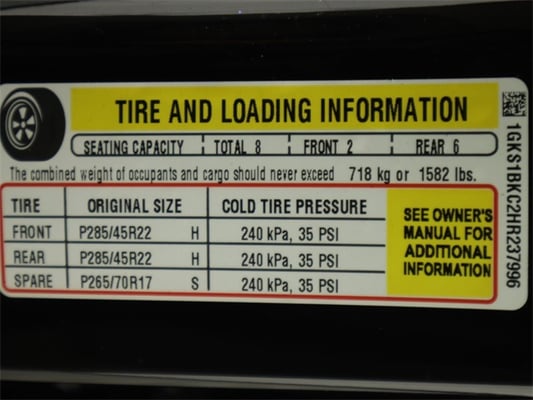 TIRE AND LOADING INFORMATION
SEATING CAPACITY TOTAL 8 FRONT 2 REAR 6
The combined weight of occupants and cargo should never exceed 718 kg or 1582 lbs.
TIRE ORIGINAL SIZE COLD TIRE PRESSURE
FRONT P285/45R22 H 240 kPa, 35 PSI
REAR P285/45R22 H 240 kPa, 35 PSI
SPARE P265/70R17 S 240 kPa, 35 PSI
SEE OWNER'S
MANUAL FOR
ADDITIONAL
INFORMATION
1GKS1BKC2HR237996